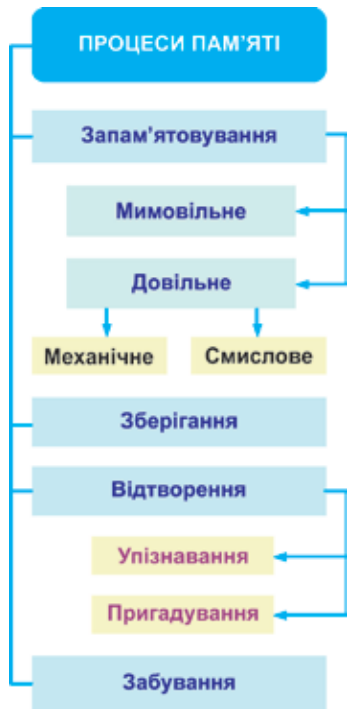 ПРОЦЕСИ ПАМ’ЯТІ
Запам’ятовування
Мимовільне
Довільне
Механічне
Смислове
Зберігання
Відтворення
Упізнавання
Пригадування
Забування